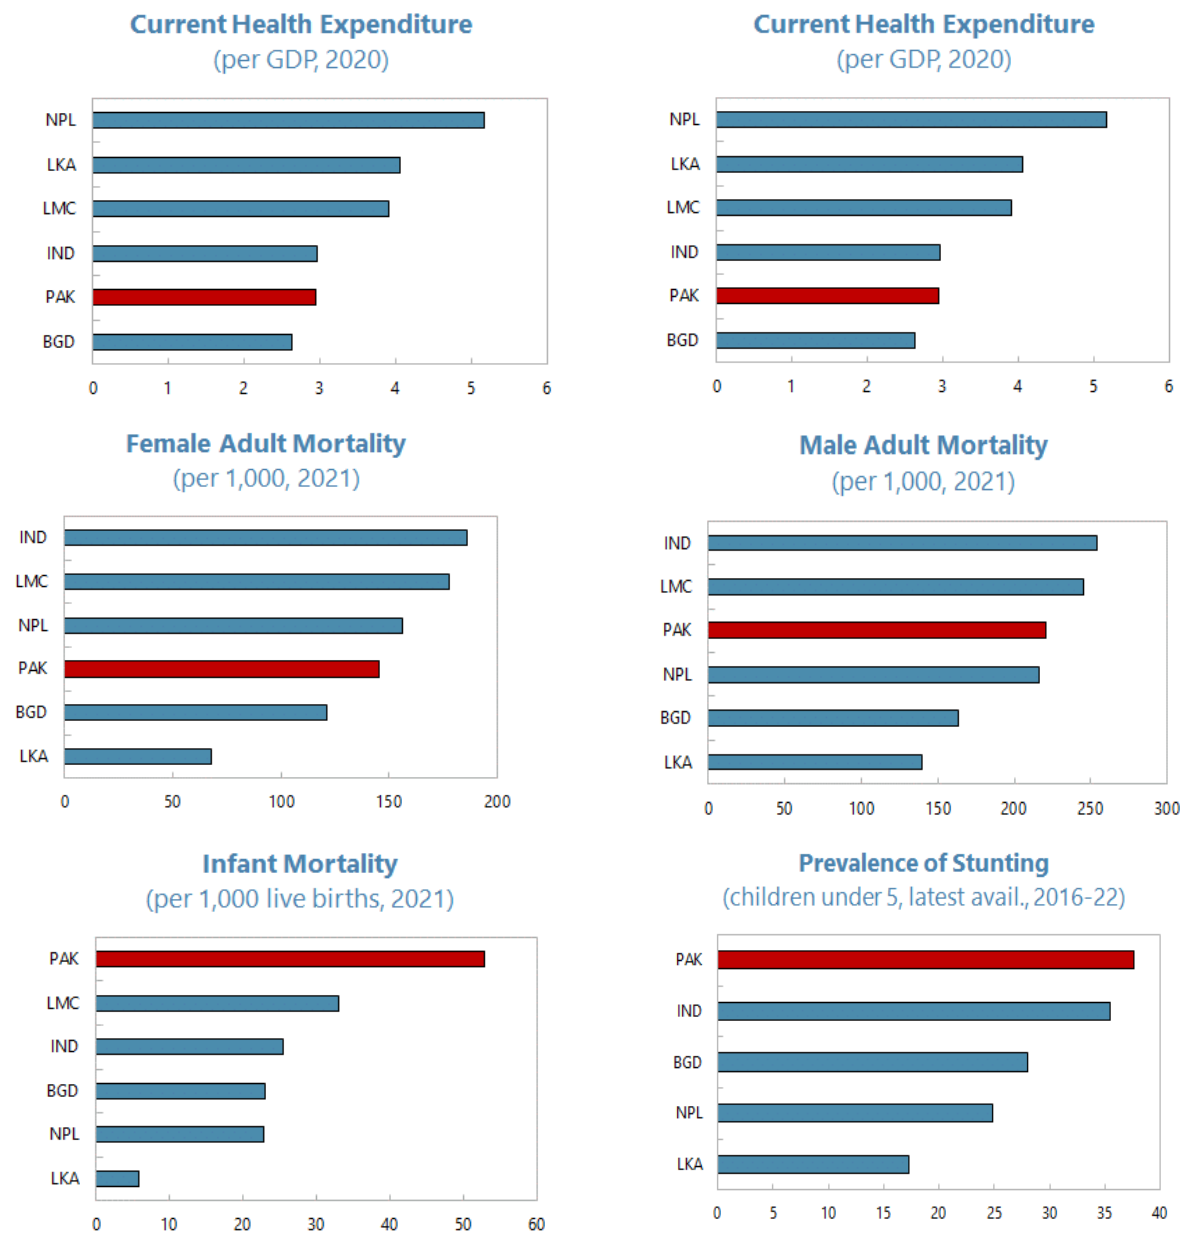 Current Health Expenditure
(per GDP, 2020)
NPL
LKA
LMC
IND
PAK
BGD
0 1 2 3 4 5 6
Current Health Expenditure
(per GDP, 2020)
NPL
LKA
LMC
IND
PAK
BGD
0 1 2 3 4 5 6
Female Adult Mortality
(per 1,000, 2021)
IND
LMC
NPL
PAK
BGD
LKA
0 50 100 150 200
Male Adult Mortality
(per 1,000, 2021)
IND
LMC
PAK
NPL
BGD
LKA
0 50 100 150 200 250 300
Infant Mortality
(per 1,000 live births, 2021)
PAK
LMC
IND
BGD
NPL
LKA
0 10 20 30 40 50 60
Prevalence of Stunting
(children under 5, latest avail., 2016-22)
PAK
IND
BGD
NPL
LKA
0 5 10 15 20 25 30 35 40